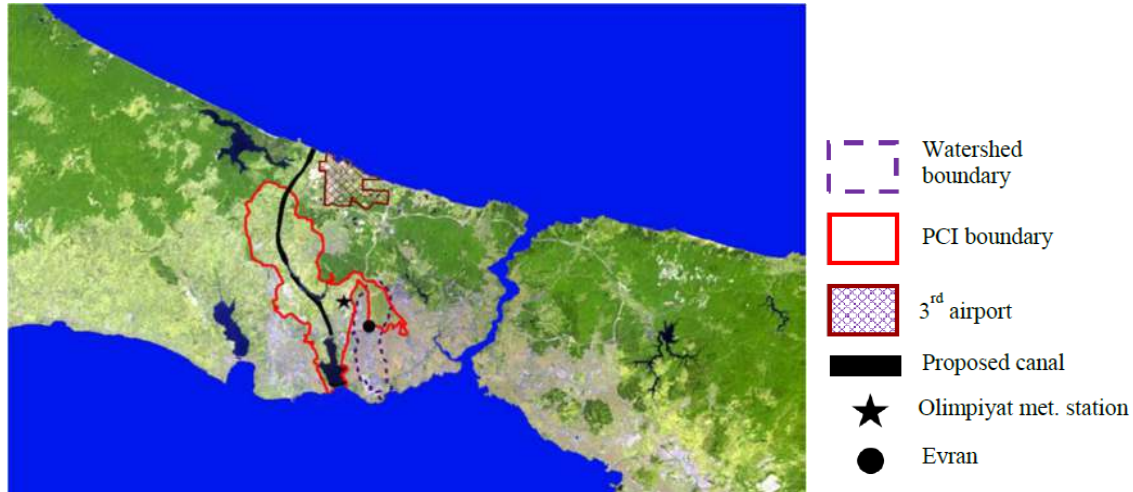 Watershed
boundary
PCI boundary
3rd airport
Proposed canal
Olimpiyat met. station
Evran